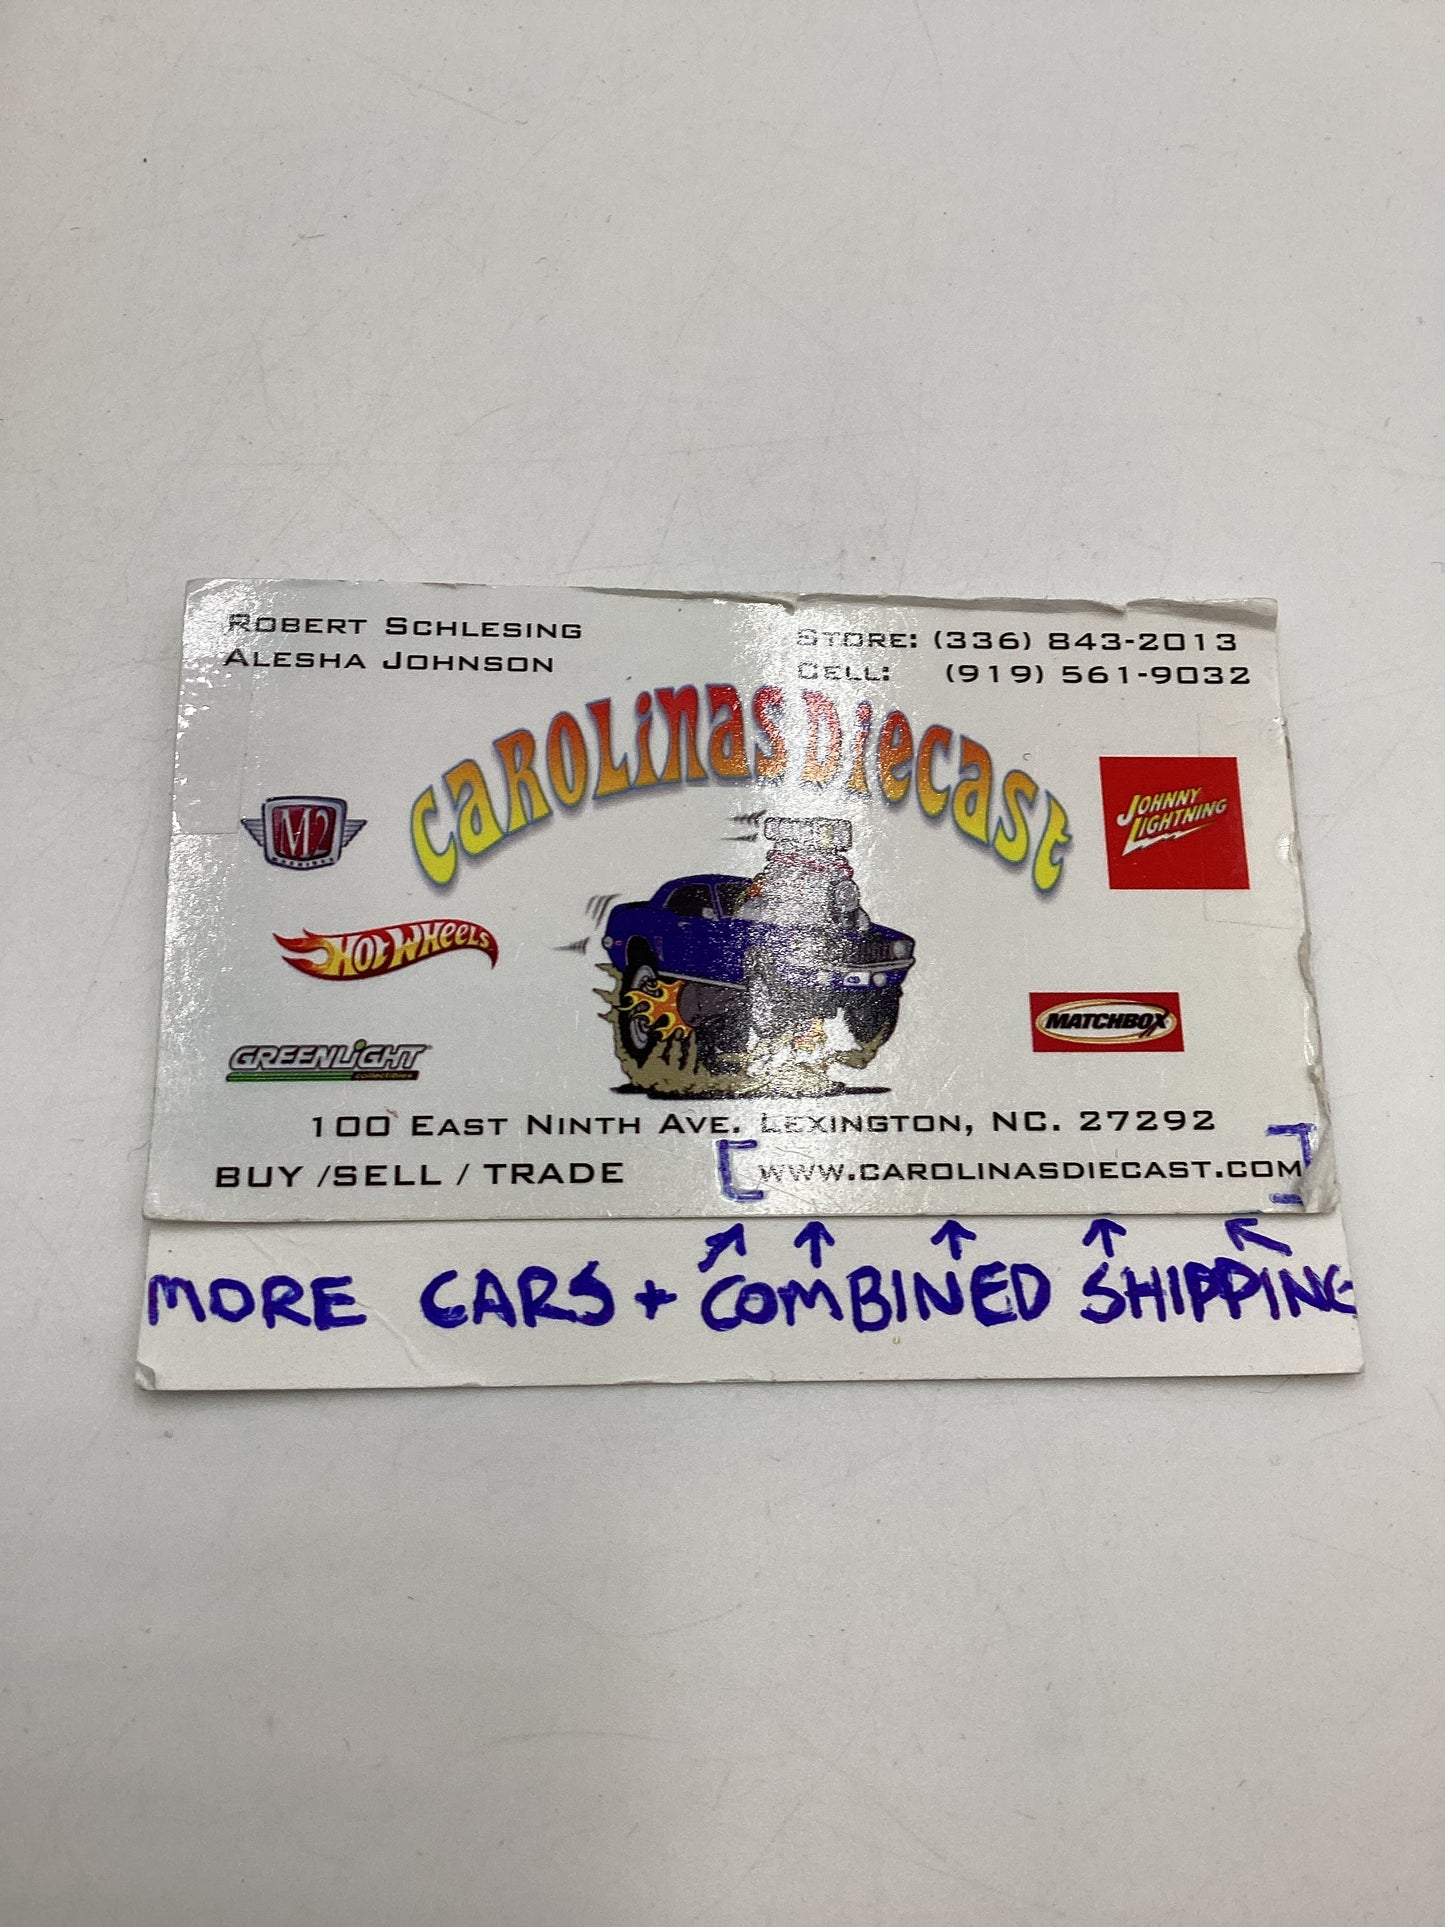 ROBERT SCHLESING
ALESHA JOHNSON
STORE: (336) 843-2013
CELL: (919) 561-9032
CAROLINAS DIECAST
M2
MACHINES
JOHNNY
LIGHTNING
HOT WHEELS
MATCHBOX
GREENLIGHT
collectibles
100 EAST NINTH AVE. LEXINGTON, NC. 27292
BUY /SELL / TRADE
[WWW.CAROLINASDIECAST.COM]
MORE CARS + COMBINED SHIPPING